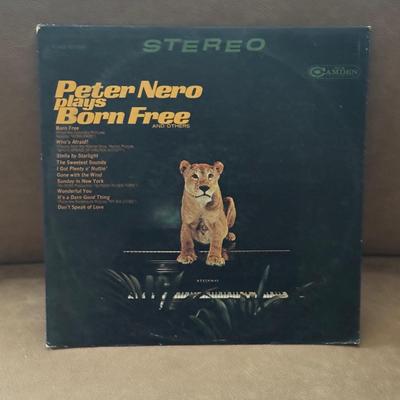 STEREO
CAMDEN
Peter Nero
plays
Born Free
AND OTHERS
Born Free
Who's Afraid?
Stella by Starlight
The Sweetest Sounds
I Got Plenty o' Nuttin'
Gone with the Wind
Sunday in New York
Wonderful You
It's a Darn Good Thing
Don't Speak of Love
STEINWAY